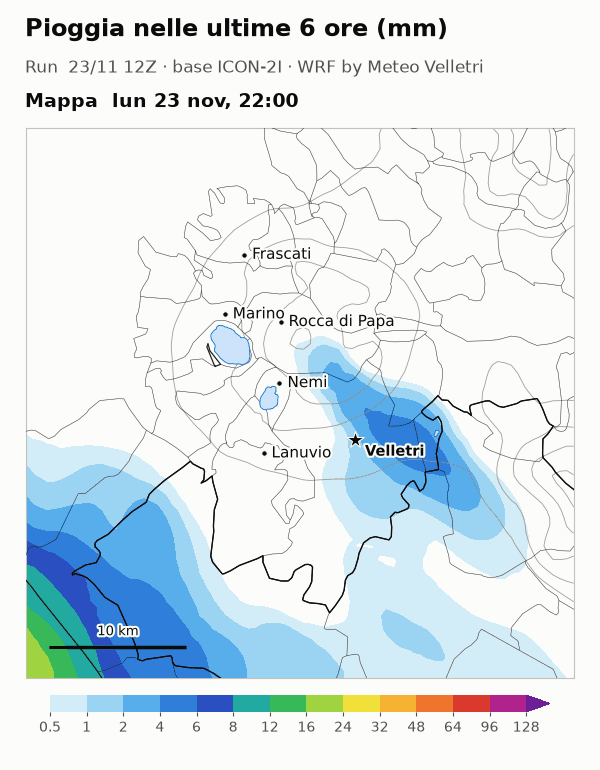 Pioggia nelle ultime 6 ore (mm)
Run  23/11 12Z · base ICON-2I · WRF by Meteo Velletri
Mappa  lun 23 nov, 22:00
Frascati
Marino
Rocca di Papa
Nemi
Velletri
Lanuvio
10 km
0.5 1 2 4 6 8 12 16 24 32 48 64 96 128